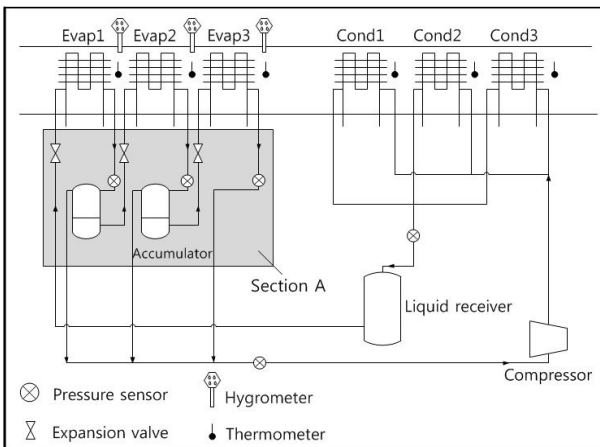 Evap1 Evap2 Evap3 Cond1 Cond2 Cond3
Accumulator
Section A
Liquid receiver
Compressor
Pressure sensor
Hygrometer
Expansion valve
Thermometer